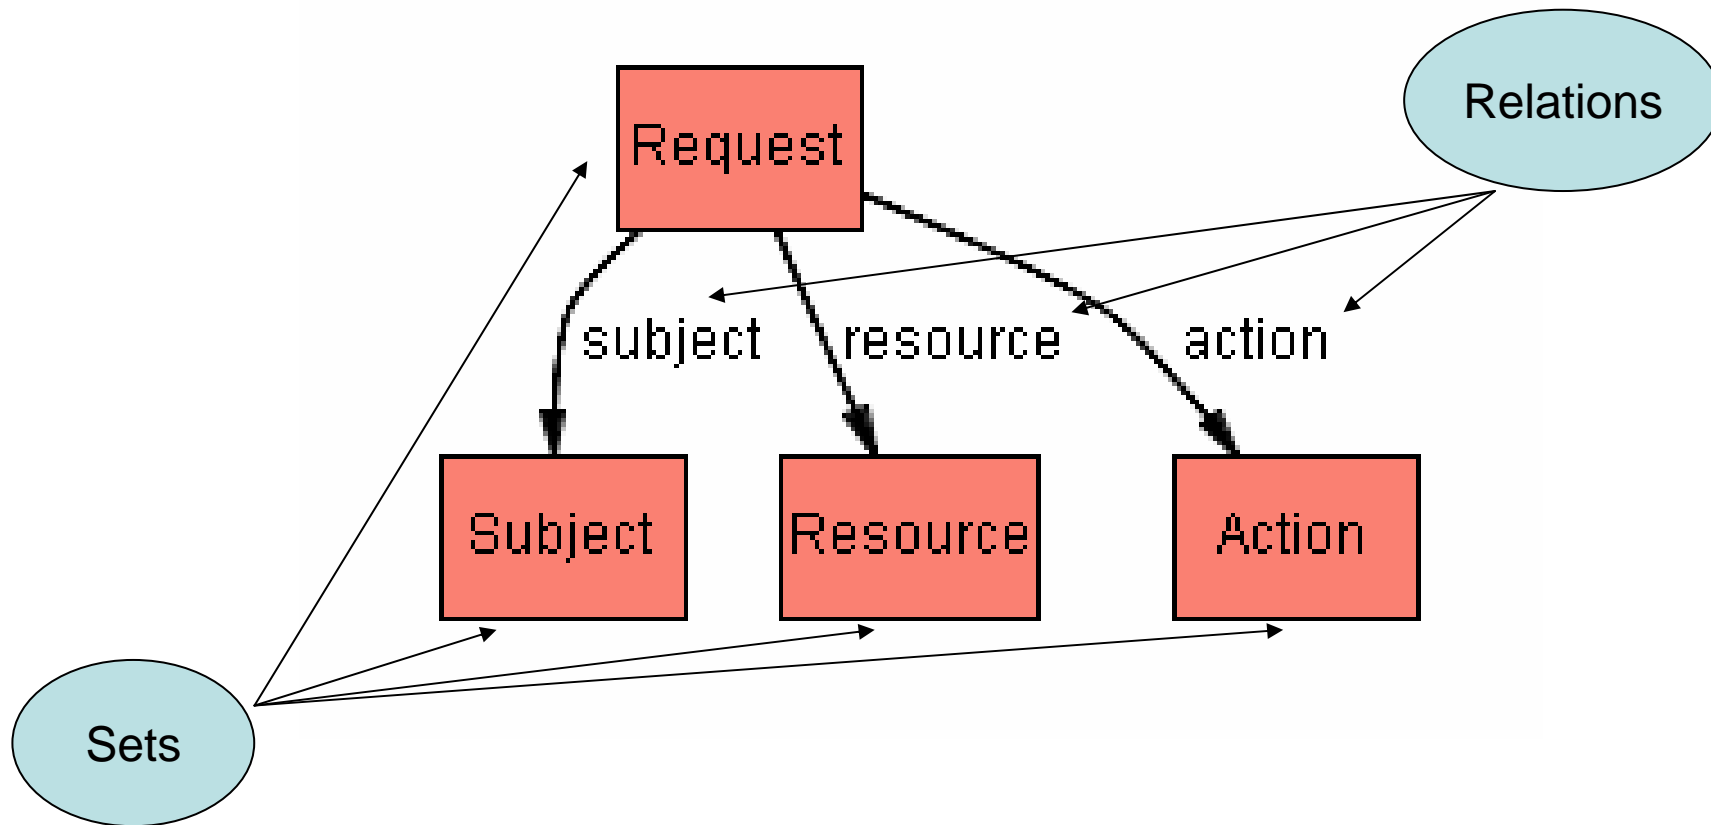 Relations
Request
subject resource action
Subject Resource Action
Sets